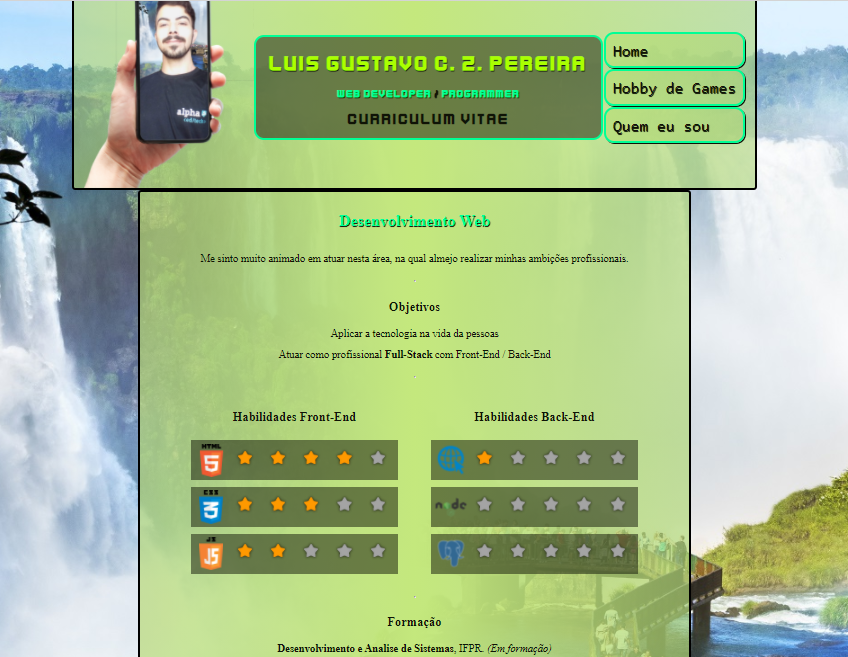 alpha
LUIS GUSTAVO C. Z. PEREIRA
WEB DEVELOPER / PROGRAMMER
CURRICULUM VITAE
Home
Hobby de Games
Quem eu sou
Desenvolvimento Web
Me sinto muito animado em atuar nesta área, na qual almejo realizar minhas ambições profissionais.
Objetivos
Aplicar a tecnologia na vida da pessoas
Atuar como profissional Full-Stack com Front-End / Back-End
Habilidades Front-End
HTML
5
CSS
3
JS
JS
Habilidades Back-End
node
Formação
Desenvolvimento e Analise de Sistemas, IFPR. (Em formação)